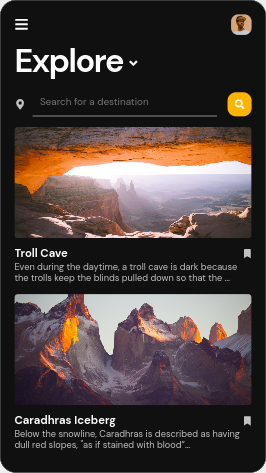 Explore
Search for a destination
Troll Cave
Even during the daytime, a troll cave is dark because
the trolls keep the blinds pulled down so that the ...
Caradhras Iceberg
Below the snowline, Caradhras is described as having
dull red slopes, "as if stained with blood"...